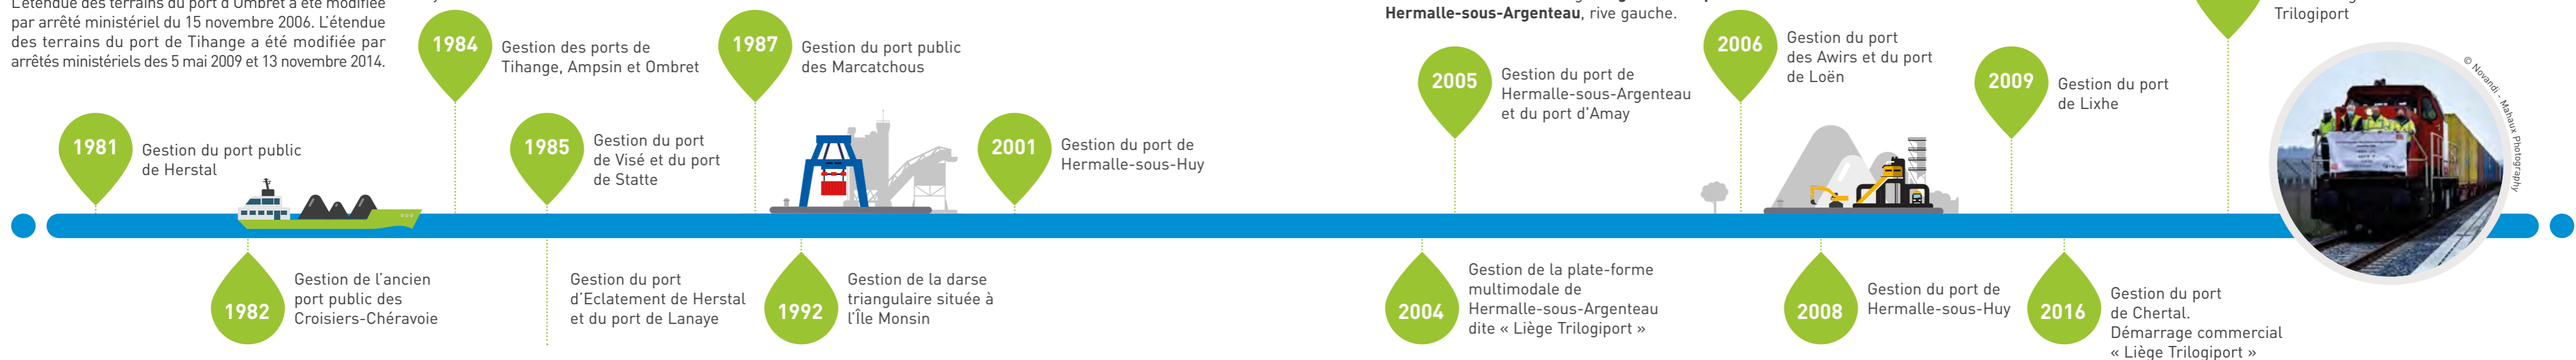 L'étendue des terrains du port d'Ombret a été modifiée
par arrêté ministériel du 15 novembre 2006. L'étendue
des terrains du port de Tihange a été modifiée par
arrêtés ministériels des 5 mai 2009 et 13 novembre 2014.
1981
Gestion du port public
de Herstal
1982
Gestion de l'ancien
port public des
Croisiers-Chéravoie
1984
Gestion des ports de
Tihange, Ampsin et Ombret
1985
Gestion du port
de Visé et du port
de Statte
Gestion du port
d'Eclatement de Herstal
et du port de Lanaye
1987
Gestion du port public
des Marcatchous
1992
Gestion de la darse
triangulaire située à
l'Île Monsin
2001
Gestion du port de
Hermalle-sous-Huy
Hermalle-sous-Argenteau, rive gauche.
2004
Gestion de la plate-forme
multimodale de
Hermalle-sous-Argenteau
dite « Liège Trilogiport »
2005
Gestion du port de
Hermalle-sous-Argenteau
et du port d'Amay
2006
Gestion du port
des Awirs et du port
de Loën
2008
Gestion du port de
Hermalle-sous-Huy
2009
Gestion du port
de Lixhe
2016
Gestion du port
de Chertal.
Démarrage commercial
« Liège Trilogiport »
Trilogiport
© Novandi - Mahaux Photography